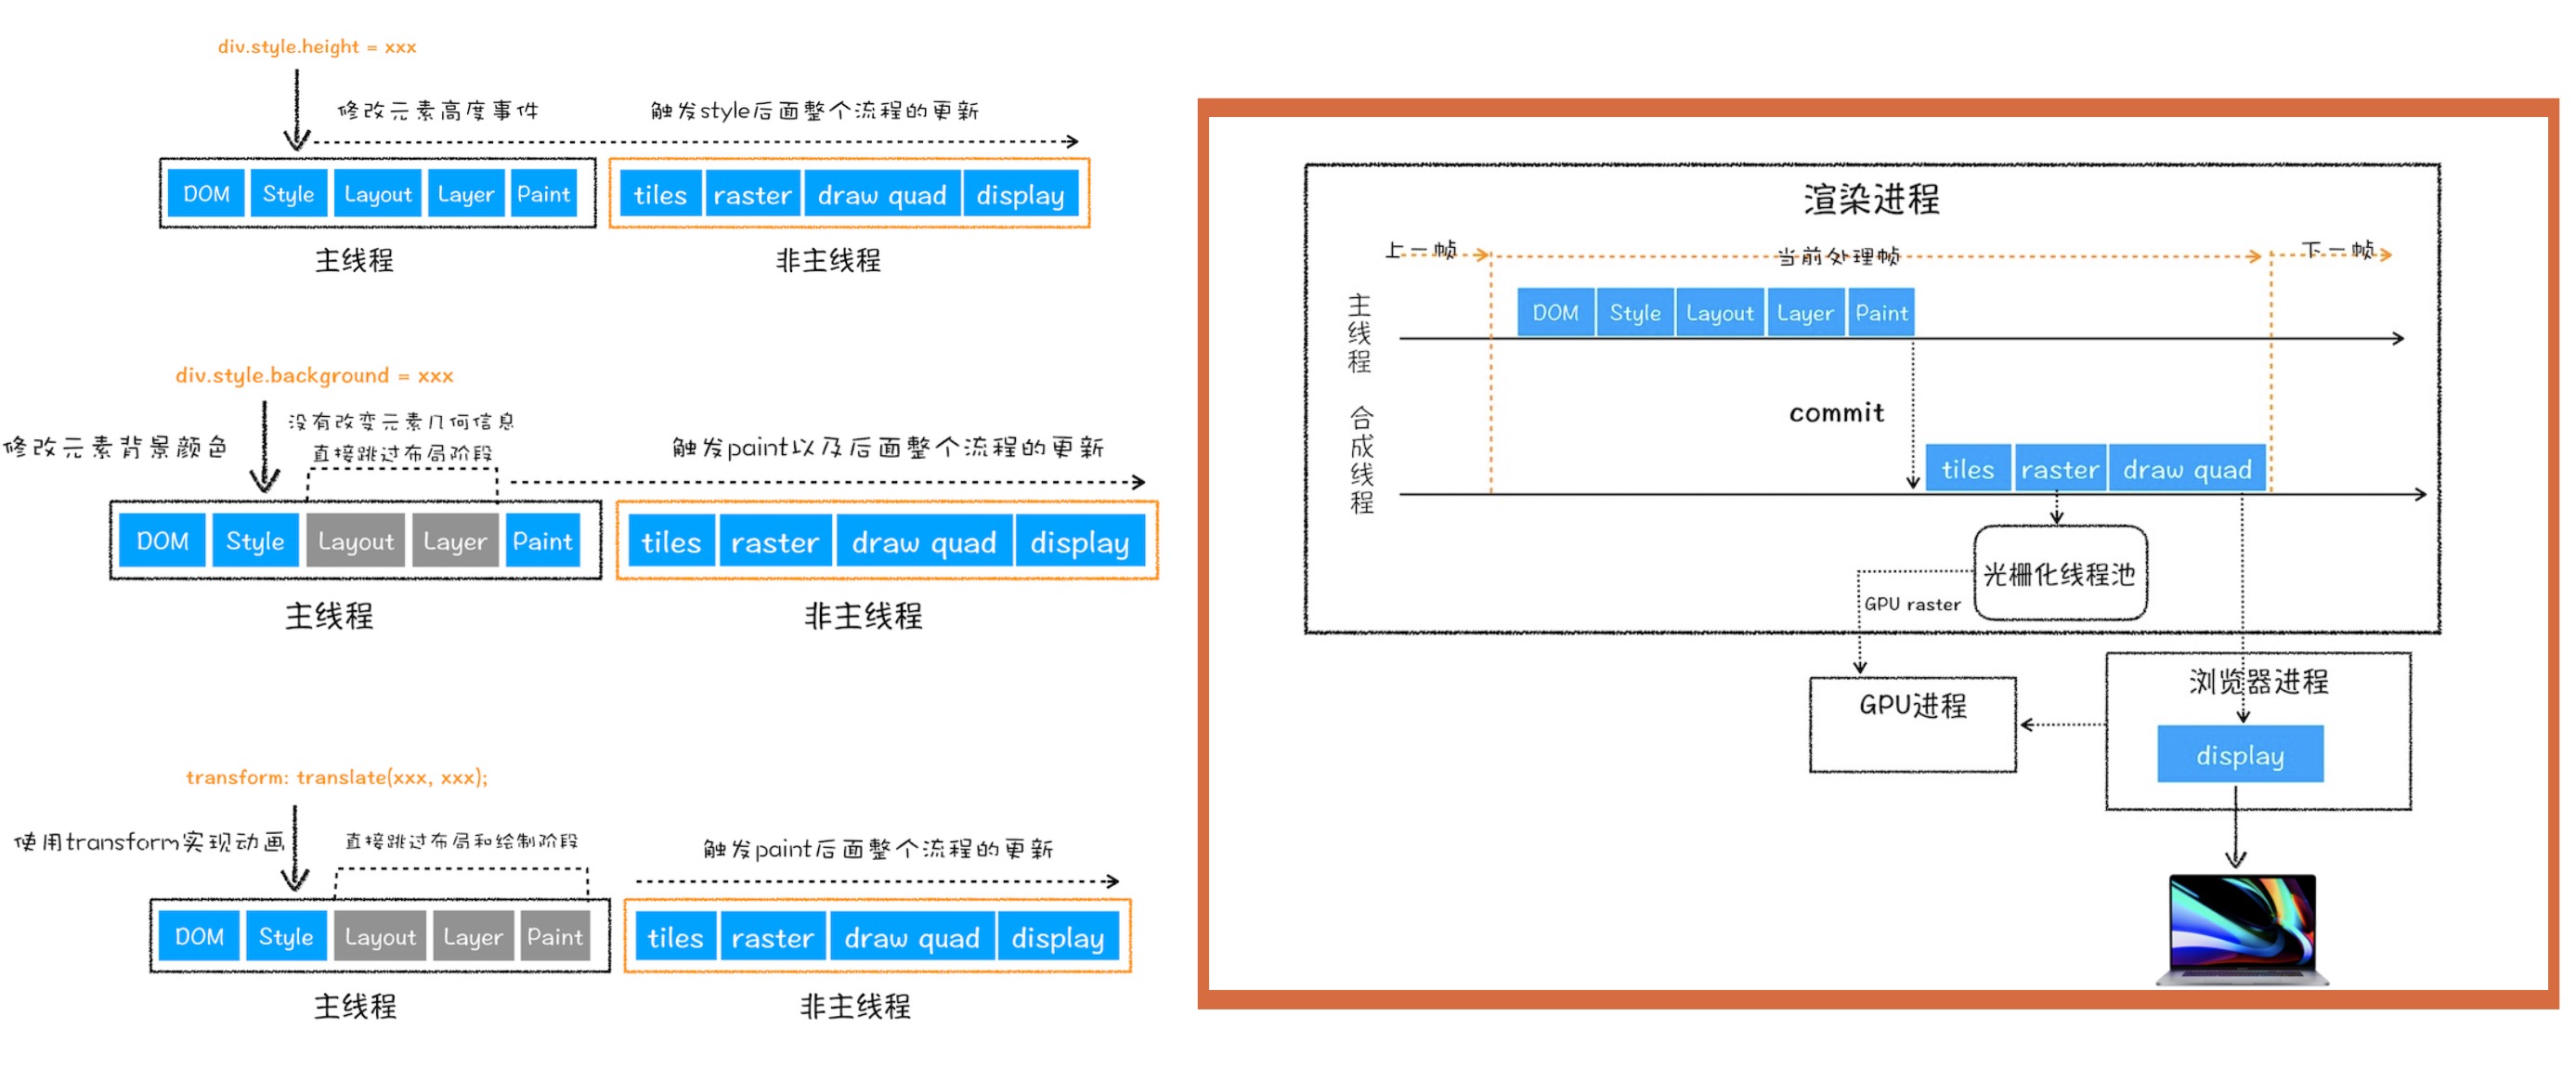 div.style.height = xxx
修改元素高度事件
触发style后面整个流程的更新
DOM Style Layout Layer Paint
tiles raster draw quad display
主线程
非主线程
div.style.background = xxx
没有改变元素几何信息
直接跳过布局阶段
修改元素背景颜色
触发paint以及后面整个流程的更新
DOM Style Layout Layer Paint
tiles raster draw quad display
主线程
非主线程
transform: translate(xxx, xxx);
使用transform实现动画
直接跳过布局和绘制阶段
触发paint后面整个流程的更新
DOM Style Layout Layer Paint
tiles raster draw quad display
主线程
非主线程
渲染进程
上一帧
当前处理帧
下一帧
主线程
DOM Style Layout Layer Paint
commit
合成线程
tiles raster draw quad
光栅化线程池
GPU raster
GPU进程
浏览器进程
display